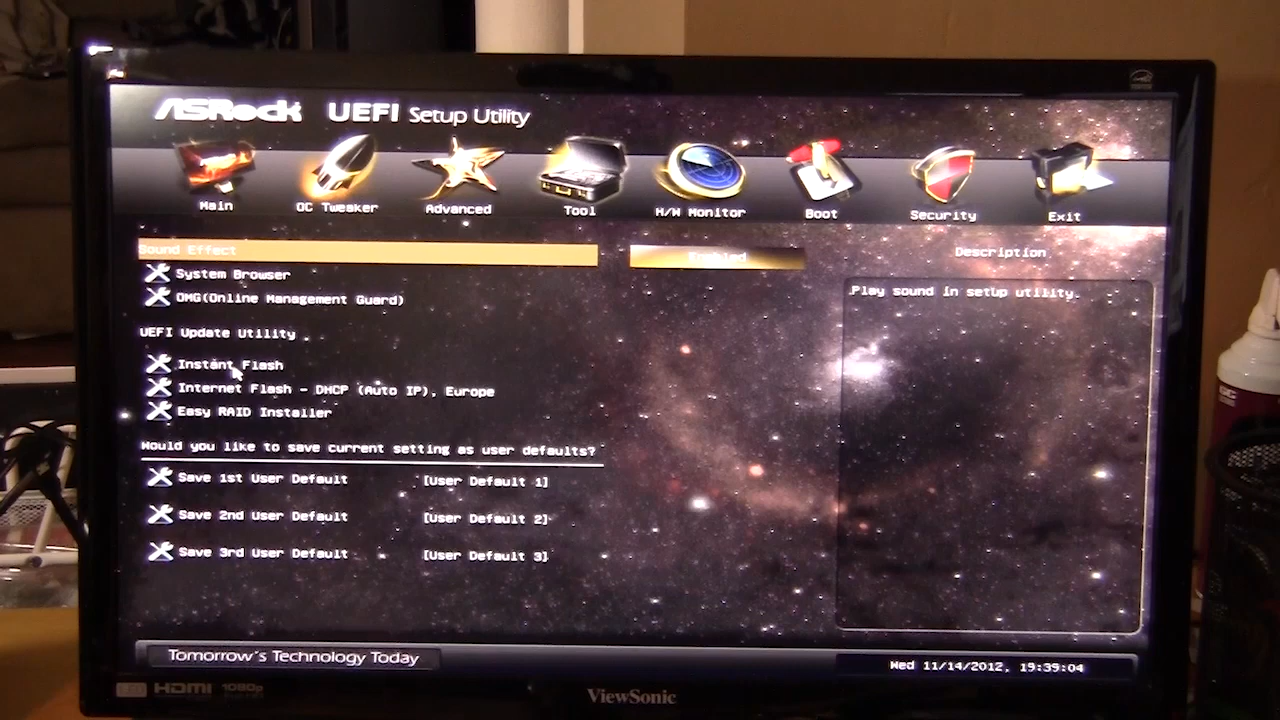 ASRock UEFI Setup Utility
Main OC Tweaker Advanced Tool H/W Monitor Boot Security Exit
Sound Effect Enabled
Description
System Browser
Play sound in setup utility.
OMG(Online Management Guard)
UEFI Update Utility
Instant Flash
Internet Flash - DHCP (Auto IP), Europe
Easy RAID Installer
Would you like to save current setting as user defaults?
Save 1st User Default [User Default 1]
Save 2nd User Default [User Default 2]
Save 3rd User Default [User Default 3]
Tomorrow's Technology Today
Wed 11/14/2012, 19:39:04
LED HDMI 1080p
ViewSonic